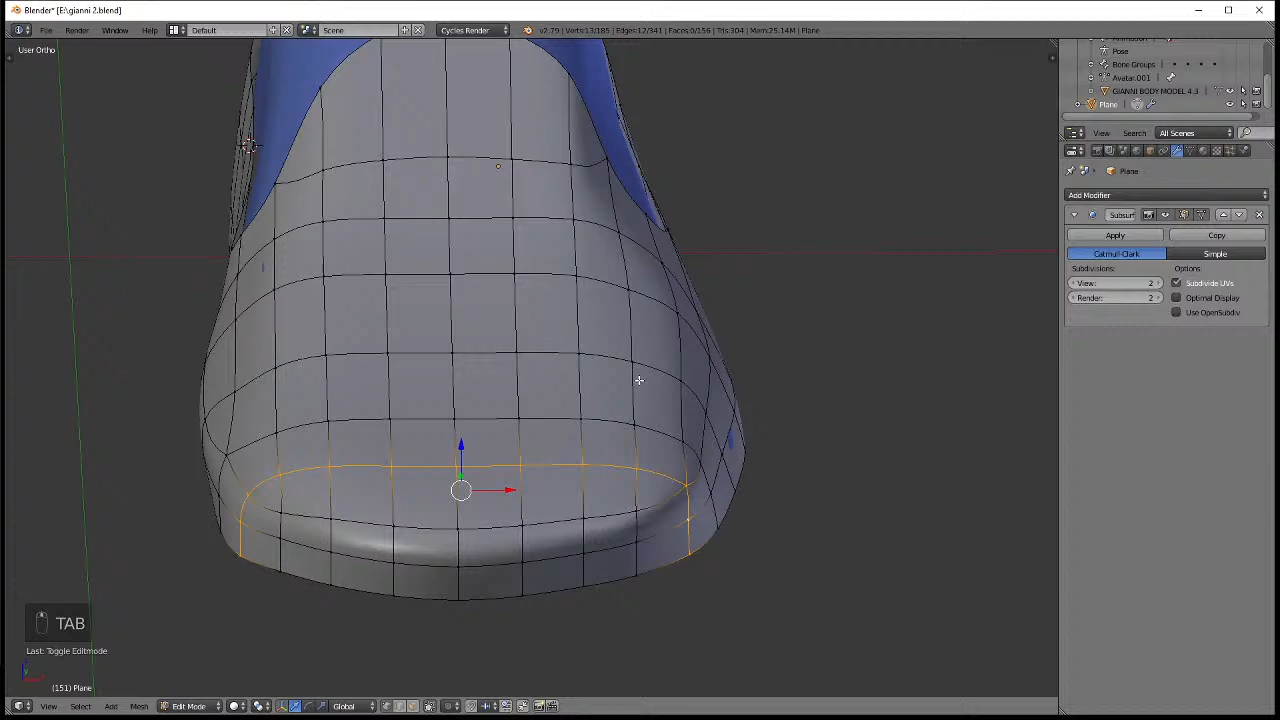 Blender* [E:\gianni 2.blend]
File Render Window Help Default Scene Cycles Render v2.79 | Verts:13/185 | Edges:12/341 | Faces:0/156 | Tris:304 | Mem:25.14M | Plane
User Ortho
Pose
Bone Groups
Avatar.001
GIANNI BODY MODEL 4.3
Plane
View Search All Scenes
Plane
Add Modifier
Subsurf
Apply Copy
Catmull-Clark Simple
Subdivisions: Options
View: 2 Subdivide UVs
Render: 2 Optimal Display
Use OpenSubdiv
TAB
Last: Toggle Editmode
(151) Plane
View Select Add Mesh Edit Mode Global